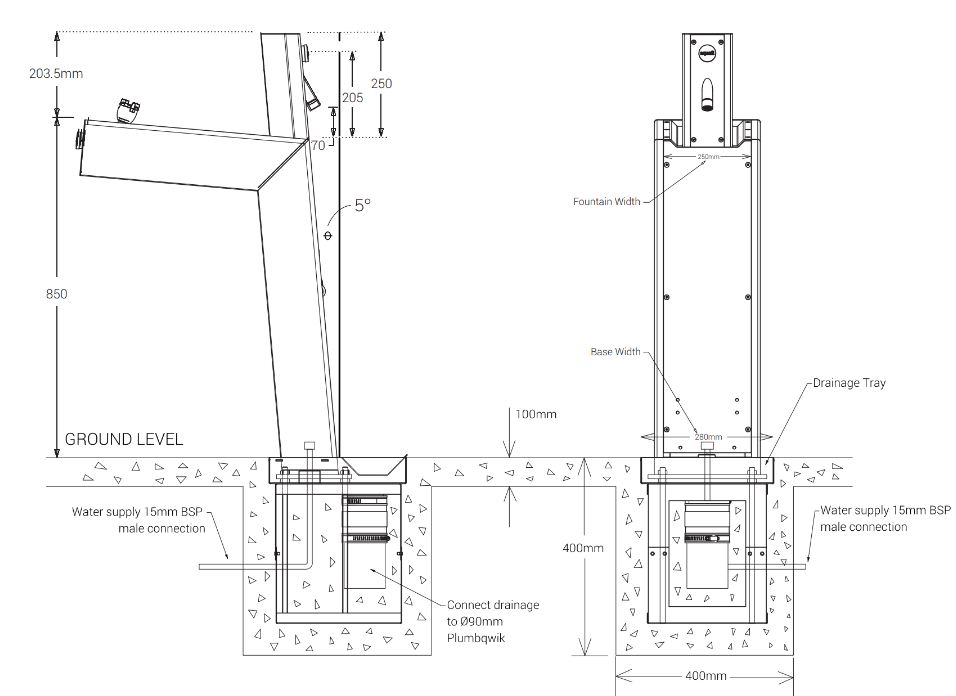 203.5mm
250
205
70
5°
850
250mm
Fountain Width
Base Width
Drainage Tray
280mm
100mm
GROUND LEVEL
Water supply 15mm BSP
male connection
Water supply 15mm BSP
male connection
400mm
Connect drainage
to Ø90mm
Plumbqwik
400mm